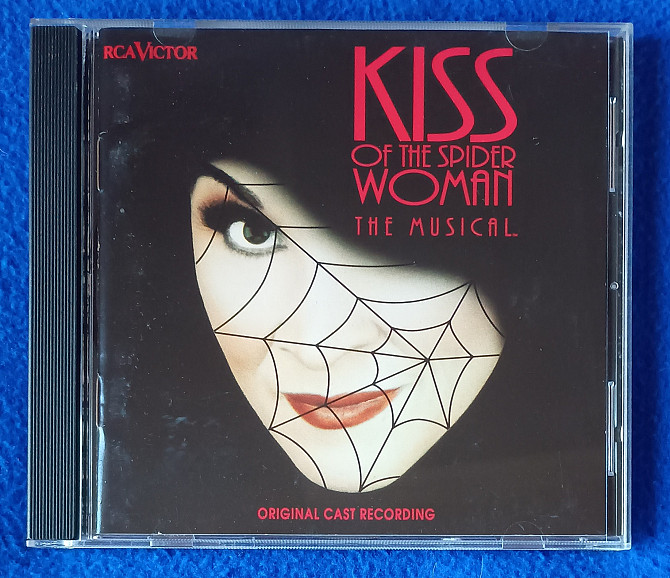 RCAVICTOR
KISS
OF THE SPIDER
WOMAN
THE MUSICAL
ORIGINAL CAST RECORDING